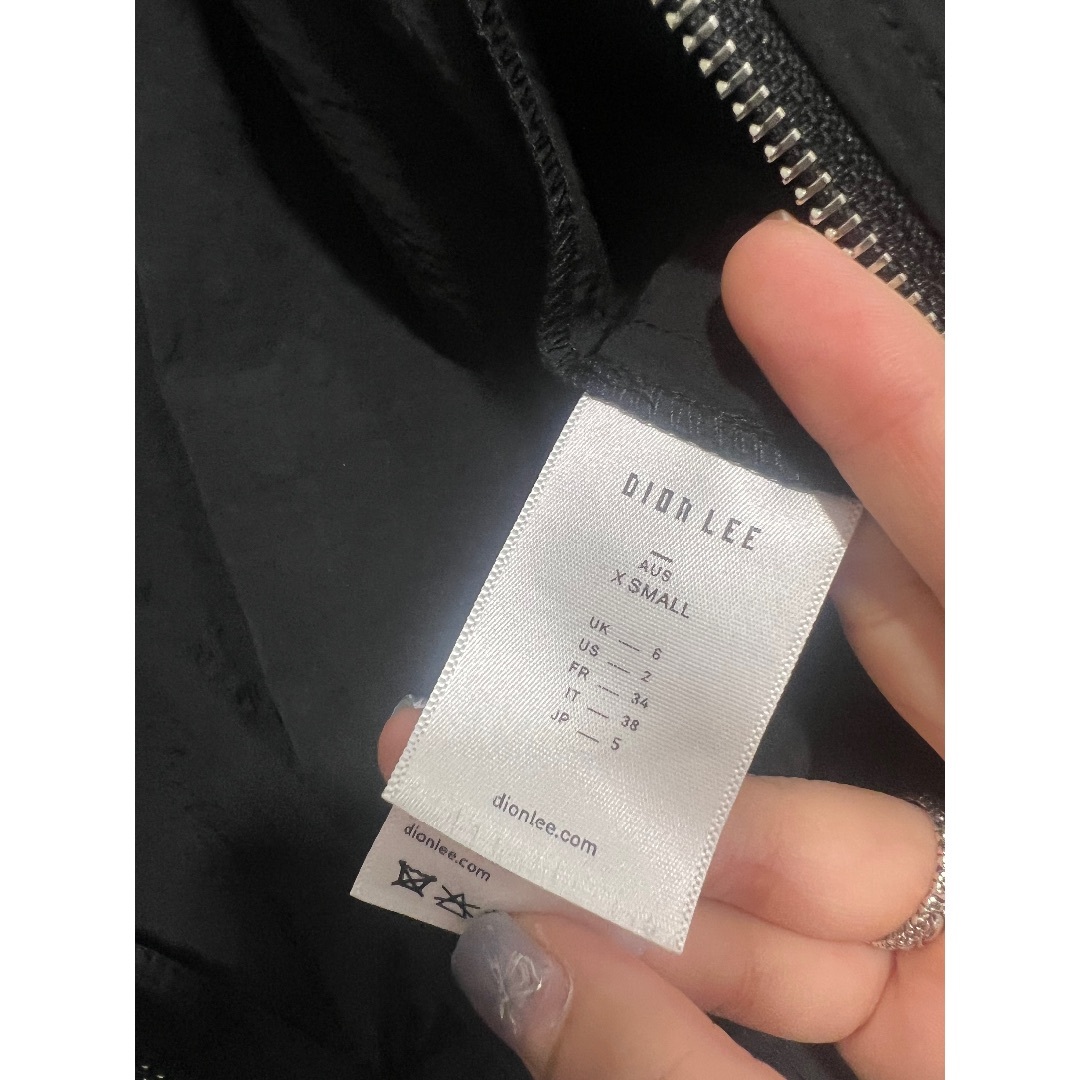 DION LEE
—
AUS
X SMALL
UK — 6
US — 2
FR — 34
IT — 38
JP — 5
dionlee.com
dionlee.com